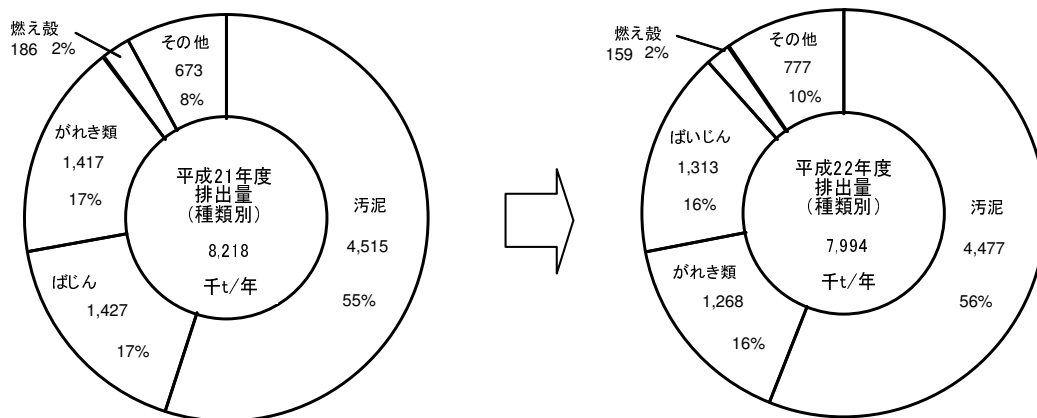 燃え殻
186 2%
その他
673
8%
がれき類
1,417
17%
平成21年度
排出量
(種類別)
8,218
千t/年
汚泥
4,515
55%
ばじん
1,427
17%
燃え殻
159 2%
その他
777
10%
ばいじん
1,313
16%
平成22年度
排出量
(種類別)
7,994
千t/年
汚泥
4,477
56%
がれき類
1,268
16%